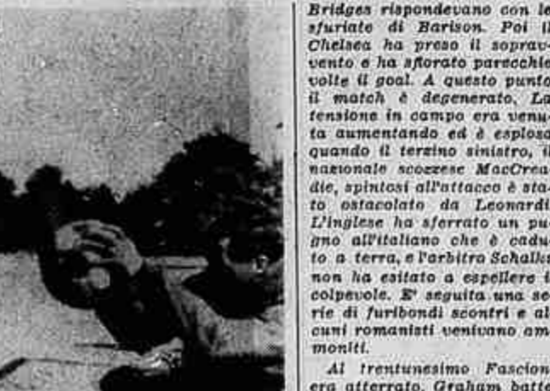 Bridges rispondevano con le
sfuriate di Barison. Poi il
Chelsea ha preso il soprav-
vento e ha sfiorato parecchie
volte il goal. A questo punto
il match è degenerato. La
tensione in campo era venu-
ta aumentando ed è esplosa
quando il terzino sinistro, il
nazionale scozzese MacCrea-
die, spintosi all'attacco è sta-
to ostacolato da Leonardi.
L'inglese ha sferrato un pu-
gno all'italiano che è cadu-
to a terra, e l'arbitro Schalks
non ha esitato a espellere il
colpevole. E' seguita una se-
rie di furibondi scontri e al-
cuni romanisti venivano am-
moniti.
Al trentunesimo Fascion
era atterrato. Graham batte